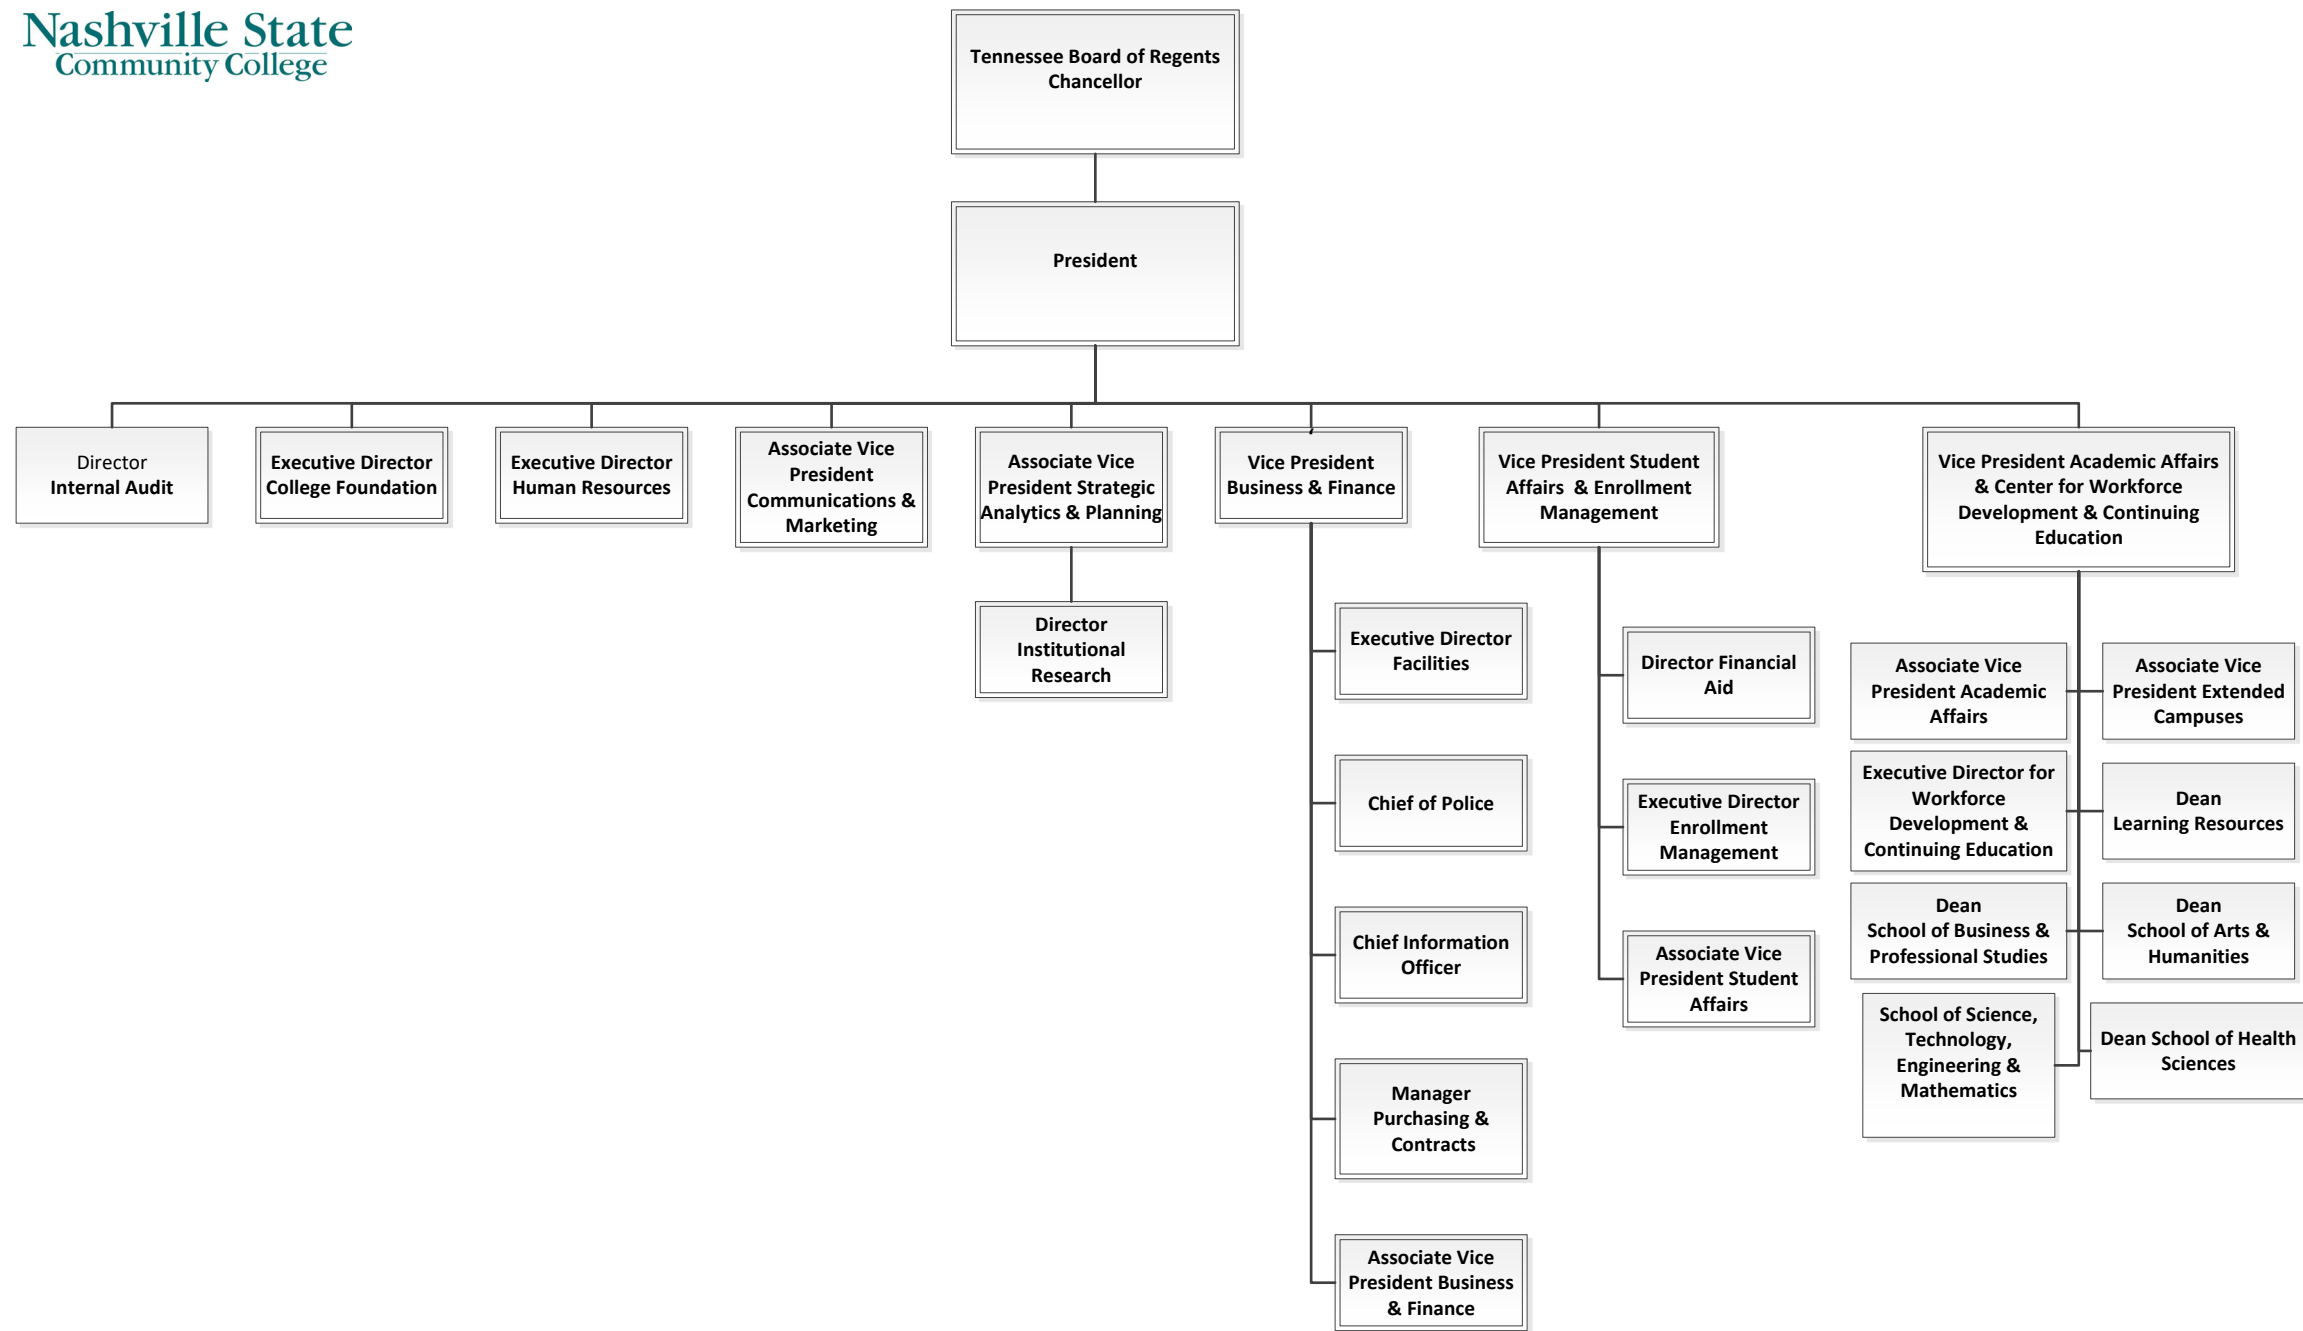 Nashville State
Community College
Tennessee Board of Regents
Chancellor
President
Director
Internal Audit
Executive Director
College Foundation
Executive Director
Human Resources
Associate Vice
President
Communications &
Marketing
Associate Vice
President Strategic
Analytics & Planning
Vice President
Business & Finance
Vice President Student
Affairs & Enrollment
Management
Vice President Academic Affairs
& Center for Workforce
Development & Continuing
Education
Director
Institutional
Research
Executive Director
Facilities
Chief of Police
Chief Information
Officer
Manager
Purchasing &
Contracts
Associate Vice
President Business
& Finance
Director Financial
Aid
Executive Director
Enrollment
Management
Associate Vice
President Student
Affairs
Associate Vice
President Academic
Affairs
Associate Vice
President Extended
Campuses
Executive Director for
Workforce
Development &
Continuing Education
Dean
Learning Resources
Dean
School of Business &
Professional Studies
Dean
School of Arts &
Humanities
School of Science,
Technology,
Engineering &
Mathematics
Dean School of Health
Sciences